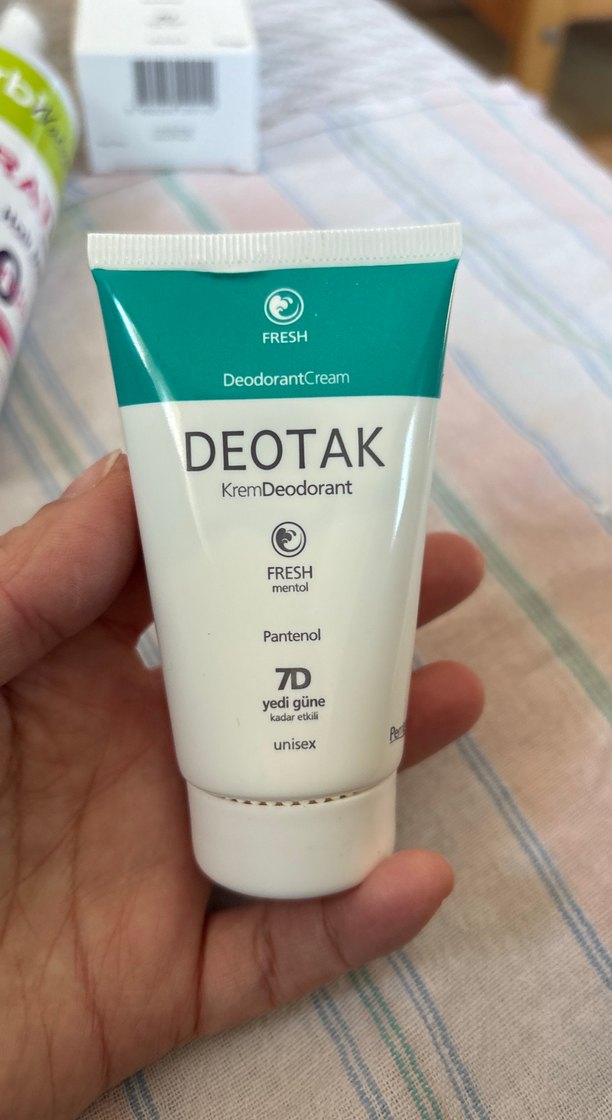 FRESH
DeodorantCream
DEOTAK
KremDeodorant
FRESH
mentol
Pantenol
7D
yedi güne
kadar etkili
unisex